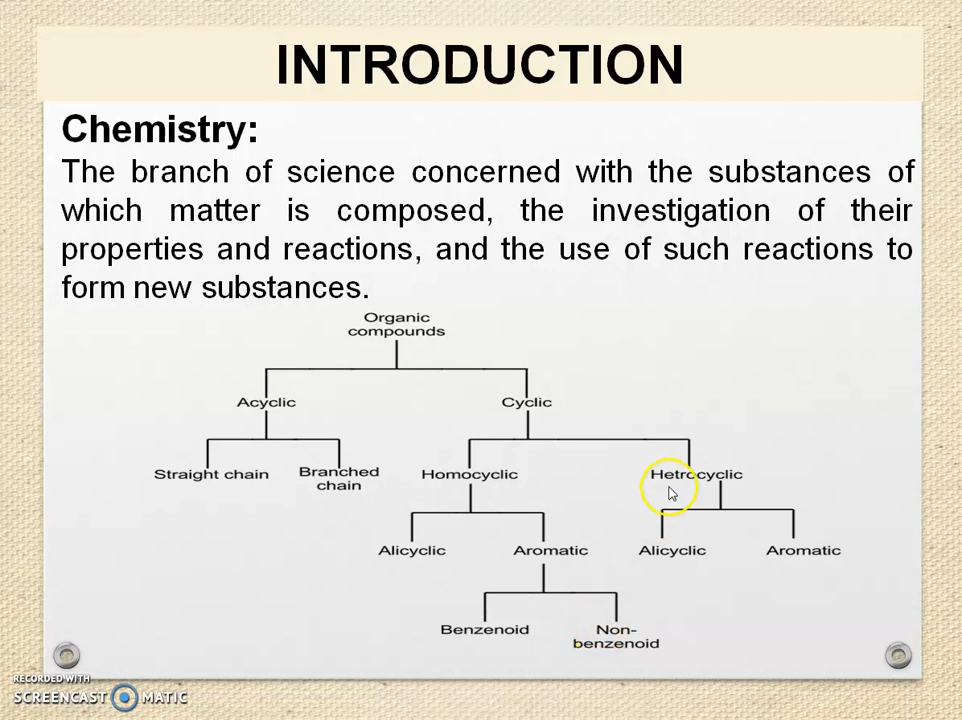 INTRODUCTION
Chemistry:
The branch of science concerned with the substances of
which matter is composed, the investigation of their
properties and reactions, and the use of such reactions to
form new substances.
Organic
compounds
Acyclic
Cyclic
Straight chain
Branched
chain
Homocyclic
Hetrocyclic
Alicyclic
Aromatic
Alicyclic
Aromatic
Benzenoid
Non-
benzenoid
RECORDED WITH
SCREENCAST MATIC